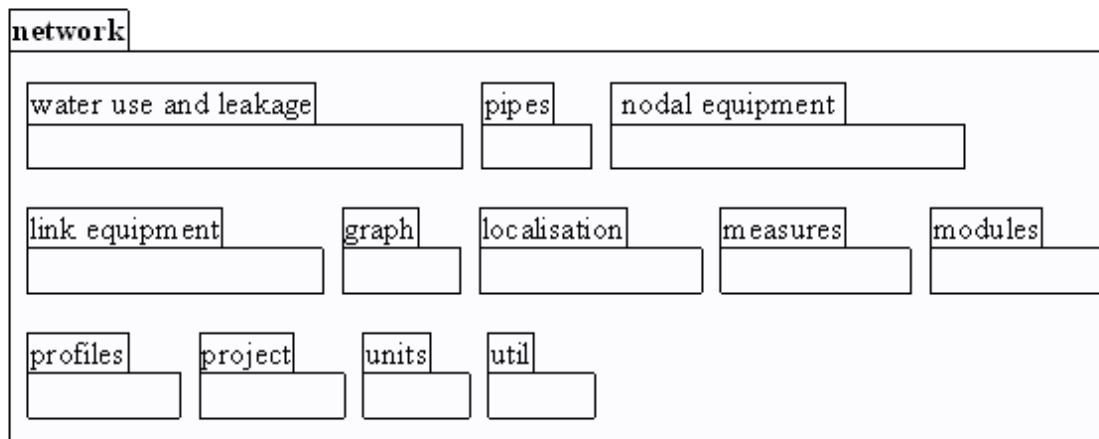 network
water use and leakage pipes nodal equipment
link equipment graph localisation measures modules
profiles project units util